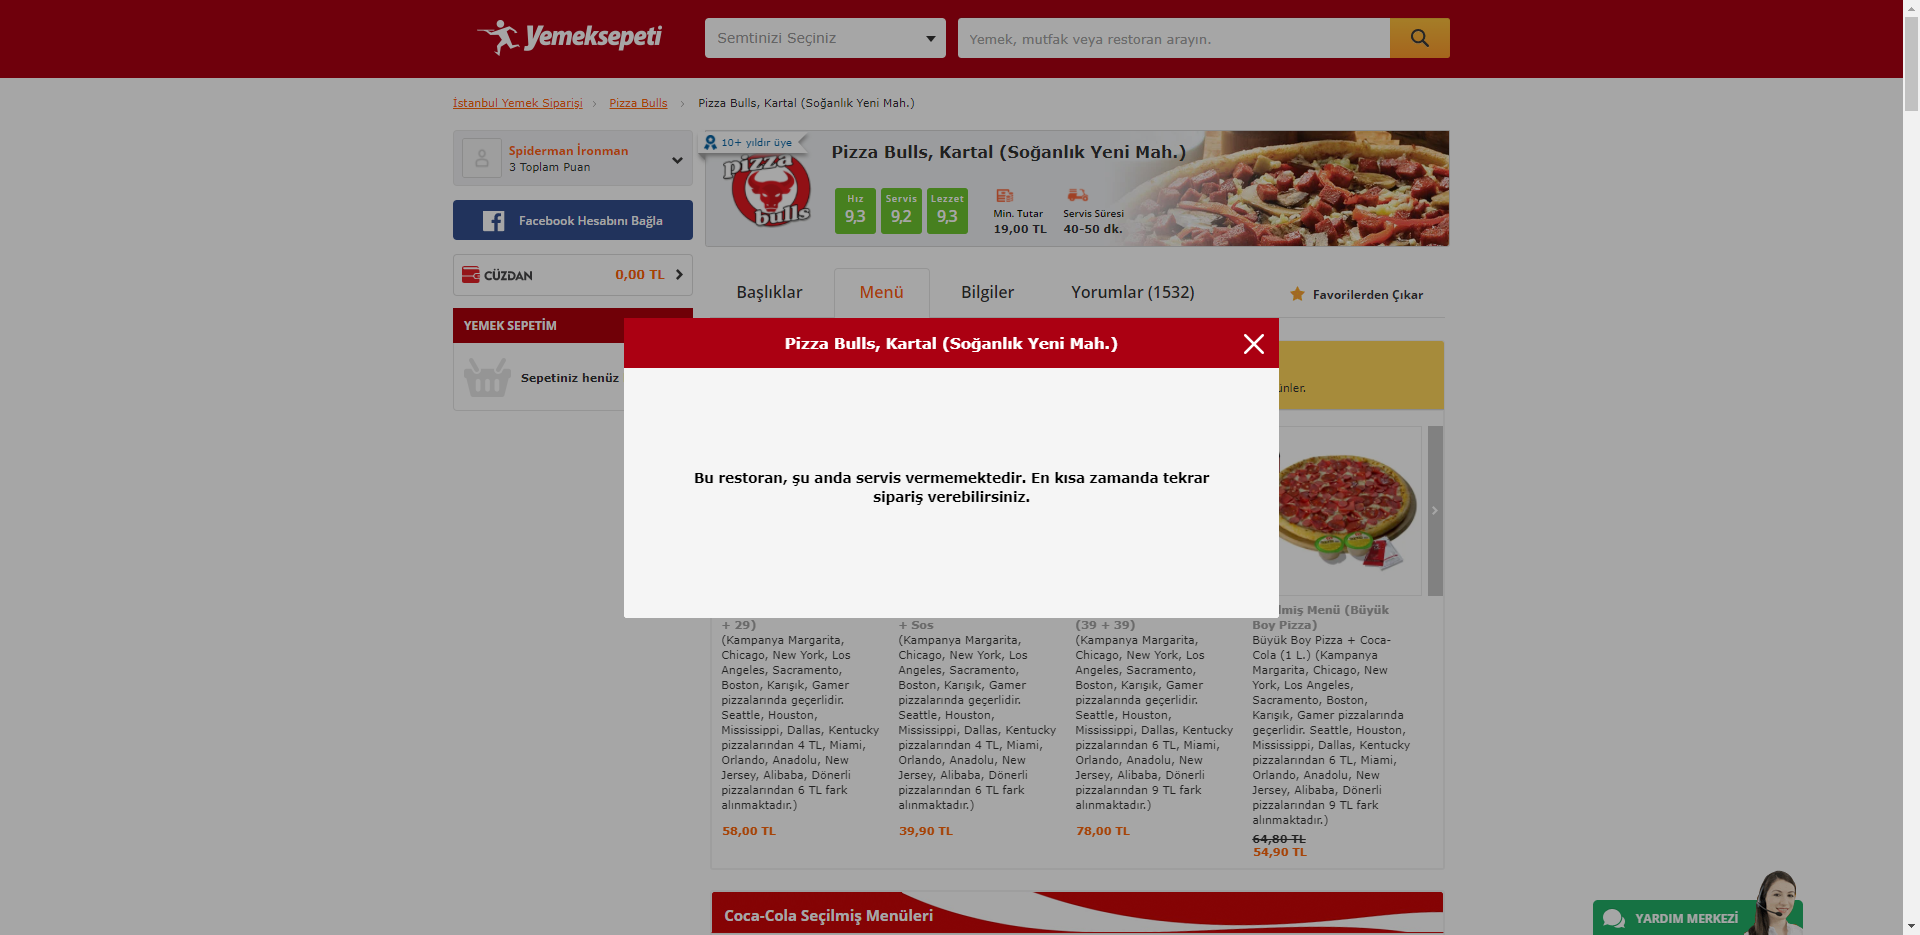 Yemeksepeti
Semtinizi Seçiniz
Yemek, mutfak veya restoran arayın.
İstanbul Yemek Siparişi › Pizza Bulls › Pizza Bulls, Kartal (Soğanlık Yeni Mah.)
Spiderman İronman
3 Toplam Puan
Facebook Hesabını Bağla
CÜZDAN 0,00 TL
YEMEK SEPETİM
Sepetiniz henüz
10+ yıldır üye
pizza
bulls
Pizza Bulls, Kartal (Soğanlık Yeni Mah.)
Hız 9,3
Servis 9,2
Lezzet 9,3
Min. Tutar
19,00 TL
Servis Süresi
40-50 dk.
Başlıklar Menü Bilgiler Yorumlar (1532) Favorilerden Çıkar
Pizza Bulls, Kartal (Soğanlık Yeni Mah.)
Bu restoran, şu anda servis vermemektedir. En kısa zamanda tekrar
sipariş verebilirsiniz.
+ 29)
(Kampanya Margarita,
Chicago, New York, Los
Angeles, Sacramento,
Boston, Karışık, Gamer
pizzalarında geçerlidir.
Seattle, Houston,
Mississippi, Dallas, Kentucky
pizzalarından 4 TL, Miami,
Orlando, Anadolu, New
Jersey, Alibaba, Dönerli
pizzalarından 6 TL fark
alınmaktadır.)
58,00 TL
+ Sos
(Kampanya Margarita,
Chicago, New York, Los
Angeles, Sacramento,
Boston, Karışık, Gamer
pizzalarında geçerlidir.
Seattle, Houston,
Mississippi, Dallas, Kentucky
pizzalarından 4 TL, Miami,
Orlando, Anadolu, New
Jersey, Alibaba, Dönerli
pizzalarından 6 TL fark
alınmaktadır.)
39,90 TL
(39 + 39)
(Kampanya Margarita,
Chicago, New York, Los
Angeles, Sacramento,
Boston, Karışık, Gamer
pizzalarında geçerlidir.
Seattle, Houston,
Mississippi, Dallas, Kentucky
pizzalarından 6 TL, Miami,
Orlando, Anadolu, New
Jersey, Alibaba, Dönerli
pizzalarından 9 TL fark
alınmaktadır.)
78,00 TL
Menü (Büyük
Boy Pizza)
Büyük Boy Pizza + Coca-
Cola (1 L.) (Kampanya
Margarita, Chicago, New
York, Los Angeles,
Sacramento, Boston,
Karışık, Gamer pizzalarında
geçerlidir. Seattle, Houston,
Mississippi, Dallas, Kentucky
pizzalarından 6 TL, Miami,
Orlando, Anadolu, New
Jersey, Alibaba, Dönerli
pizzalarından 9 TL fark
alınmaktadır.)
64,80 TL
54,90 TL
Coca-Cola Seçilmiş Menüleri
YARDIM MERKEZİ